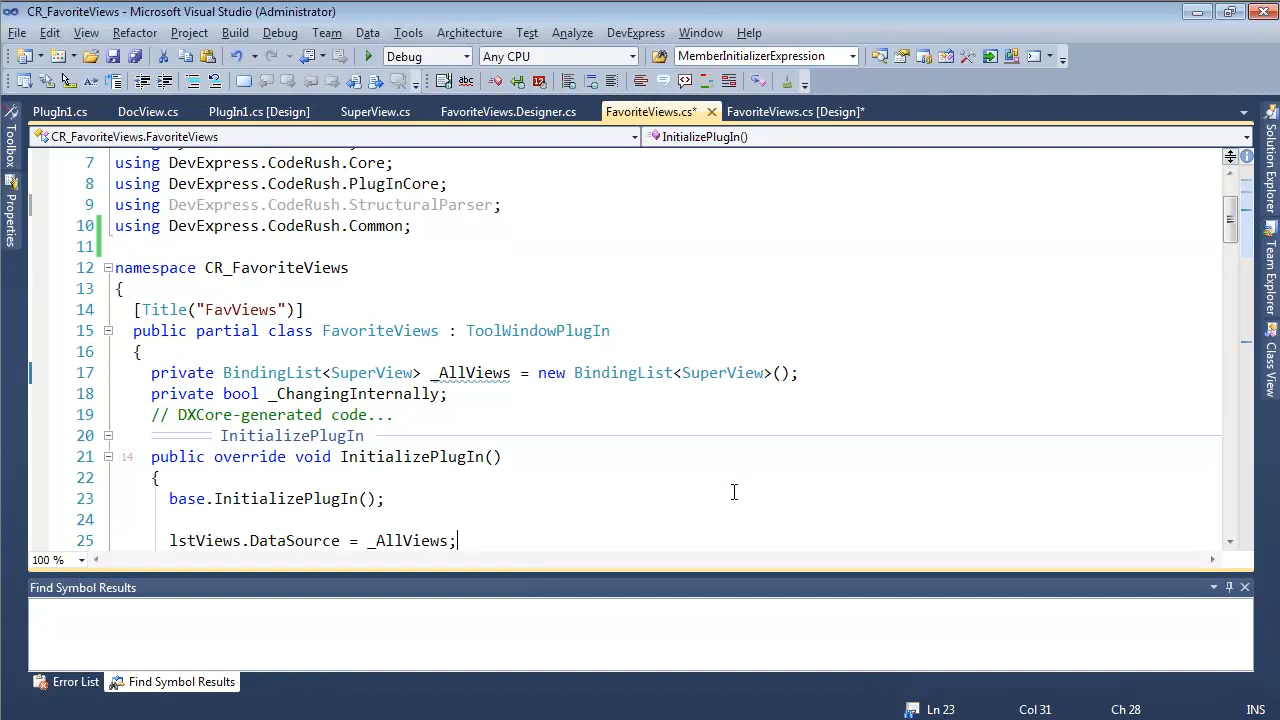 CR_FavoriteViews - Microsoft Visual Studio (Administrator)
File Edit View Refactor Project Build Debug Team Data Tools Architecture Test Analyze DevExpress Window Help
Debug Any CPU MemberInitializerExpression
PlugIn1.cs DocView.cs PlugIn1.cs [Design] SuperView.cs FavoriteViews.Designer.cs FavoriteViews.cs* FavoriteViews.cs [Design]*
CR_FavoriteViews.FavoriteViews InitializePlugIn()
7 using DevExpress.CodeRush.Core;
8 using DevExpress.CodeRush.PlugInCore;
9 using DevExpress.CodeRush.StructuralParser;
10 using DevExpress.CodeRush.Common;
11
12 namespace CR_FavoriteViews
13 {
14 [Title("FavViews")]
15 public partial class FavoriteViews : ToolWindowPlugIn
16 {
17 private BindingList<SuperView> _AllViews = new BindingList<SuperView>();
18 private bool _ChangingInternally;
19 // DXCore-generated code...
20 InitializePlugIn
21 14 public override void InitializePlugIn()
22 {
23 base.InitializePlugIn();
24
25 lstViews.DataSource = _AllViews;
100 %
Find Symbol Results
Error List Find Symbol Results
Ln 23 Col 31 Ch 28 INS
Toolbox
Properties
Solution Explorer
Team Explorer
Class View